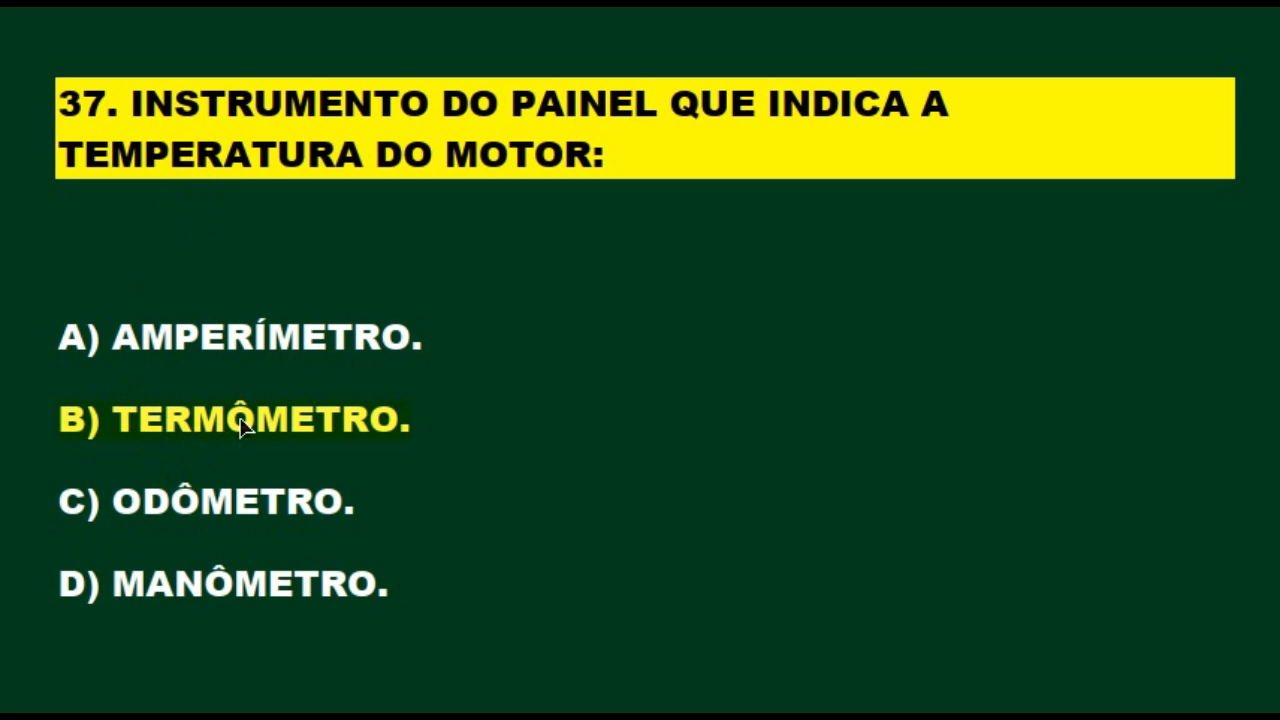 37. INSTRUMENTO DO PAINEL QUE INDICA A
TEMPERATURA DO MOTOR:
A) AMPERÍMETRO.
B) TERMÔMETRO.
C) ODÔMETRO.
D) MANÔMETRO.